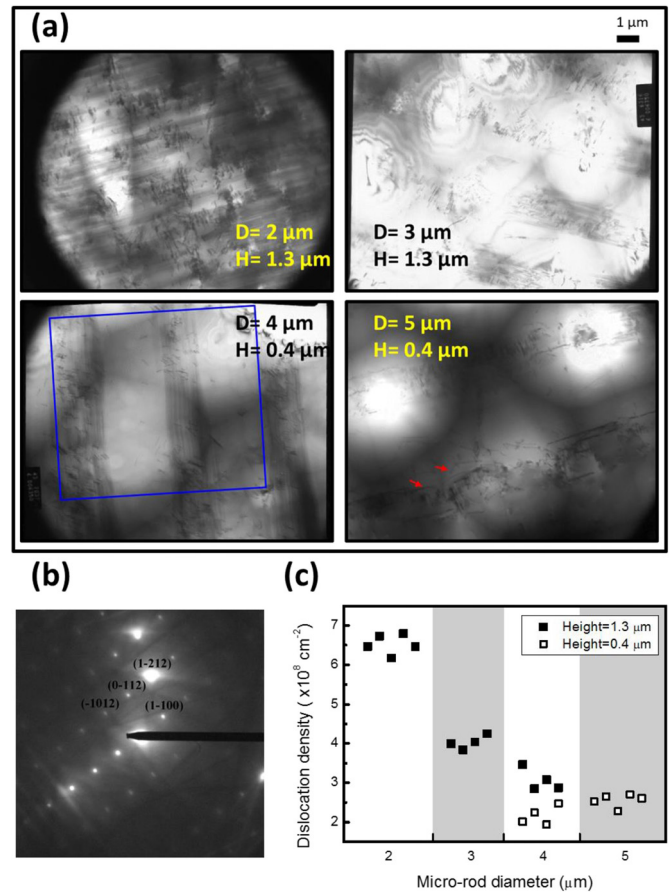 (a)
1 μm
D= 2 μm
H= 1.3 μm
D= 3 μm
H= 1.3 μm
D= 4 μm
H= 0.4 μm
D= 5 μm
H= 0.4 μm
(b)
(1-212)
(0-112)
(-1012)
(1-100)
(c)
Height=1.3 μm
Height=0.4 μm
Dislocation density ( x10⁸ cm⁻²)
7
6
5
4
3
2
2
3
4
5
Micro-rod diameter (μm)